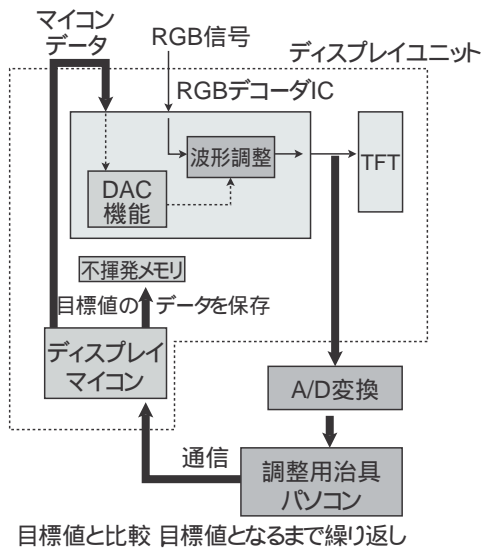 マイコン
データ
RGB信号
ディスプレイユニット
RGBデコーダIC
波形調整
TFT
DAC
機能
不揮発メモリ
目標値の データを保存
ディスプレイ
マイコン
A/D変換
通信
調整用治具
パソコン
目標値と比較 目標値となるまで繰り返し